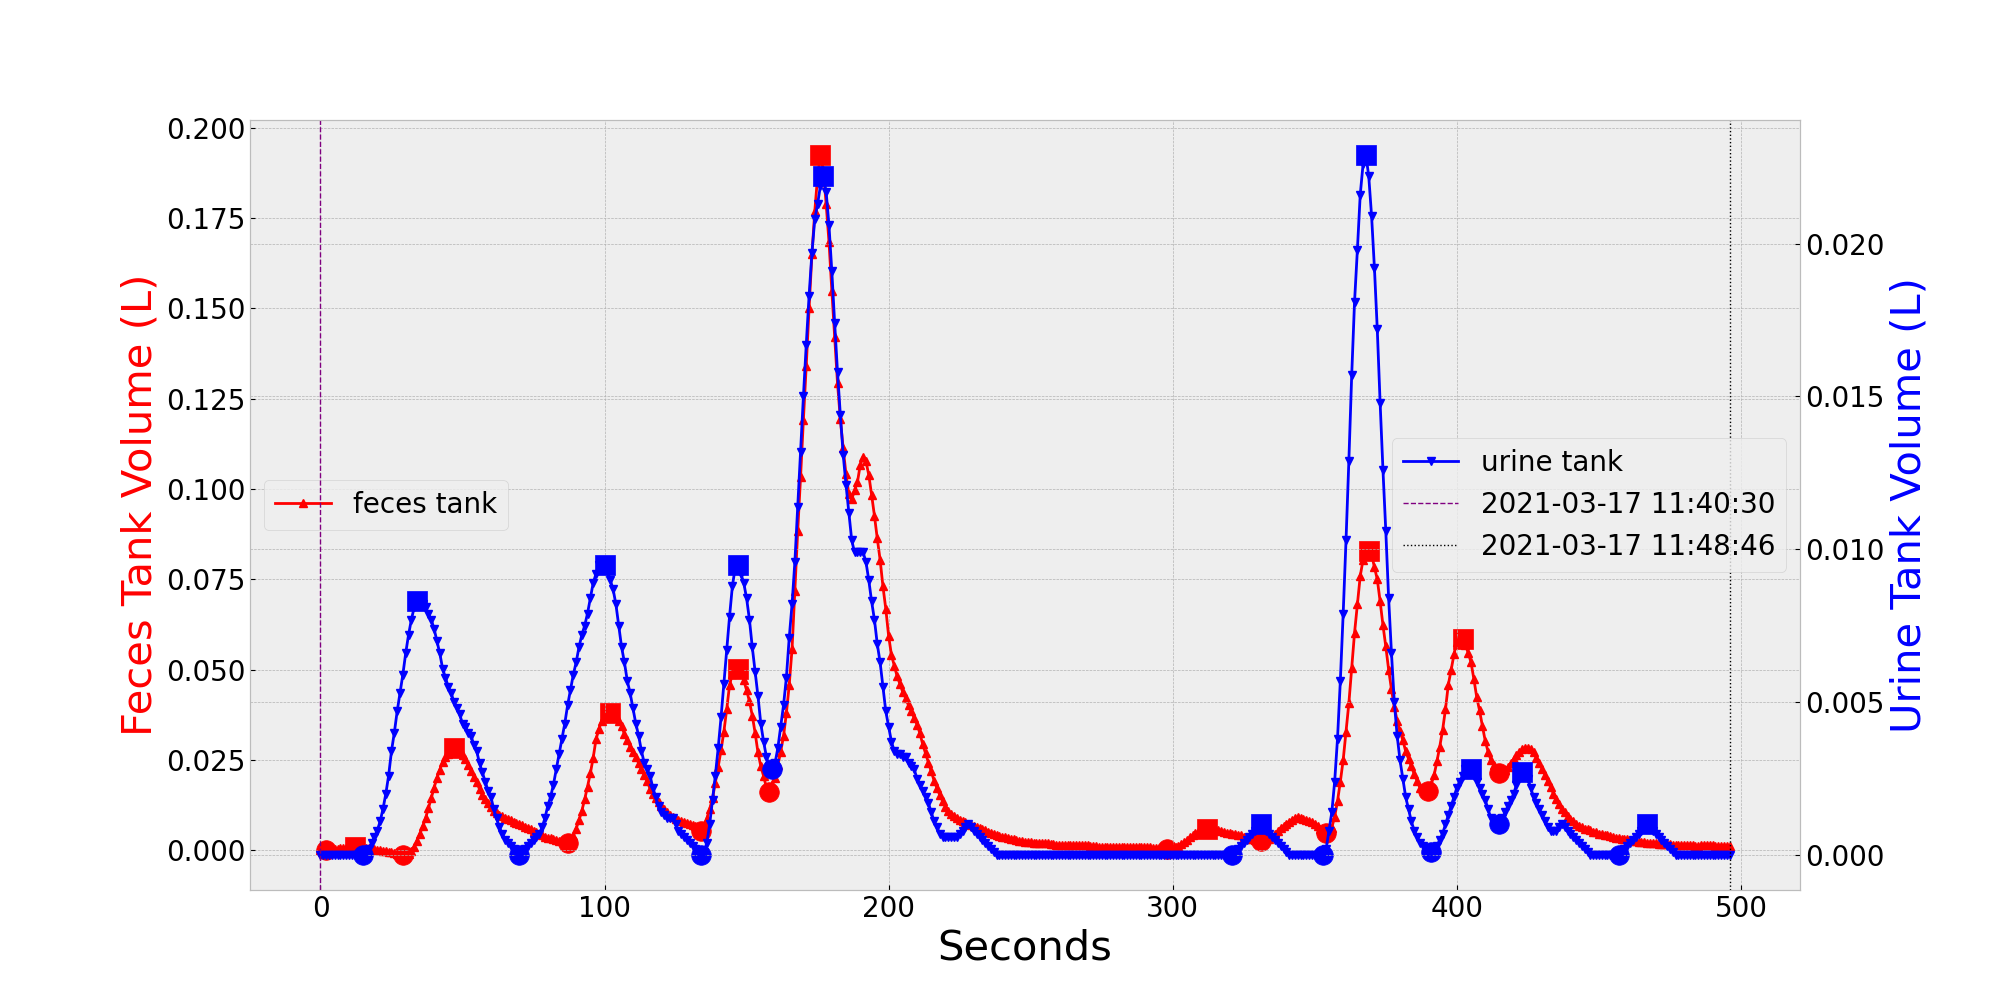 0.200
0.175
0.150
0.125
0.100
0.075
0.050
0.025
0.000
Feces Tank Volume (L)
feces tank
0.020
0.015
0.010
0.005
0.000
Urine Tank Volume (L)
urine tank
2021-03-17 11:40:30
2021-03-17 11:48:46
0 100 200 300 400 500
Seconds